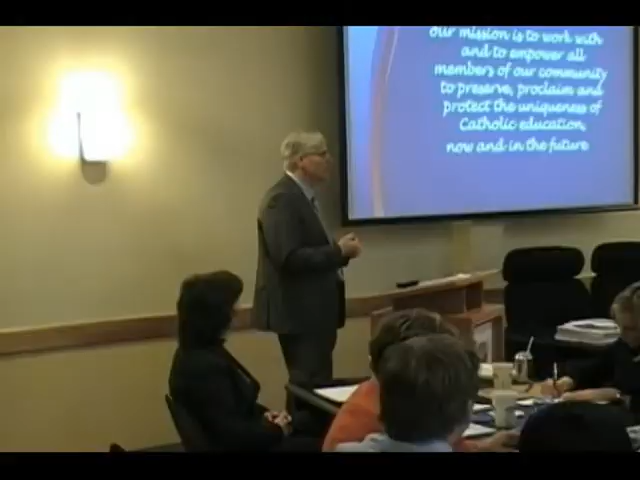 our mission is to work with
and to empower all
members of our community
to preserve, proclaim and
protect the uniqueness of
Catholic education,
now and in the future